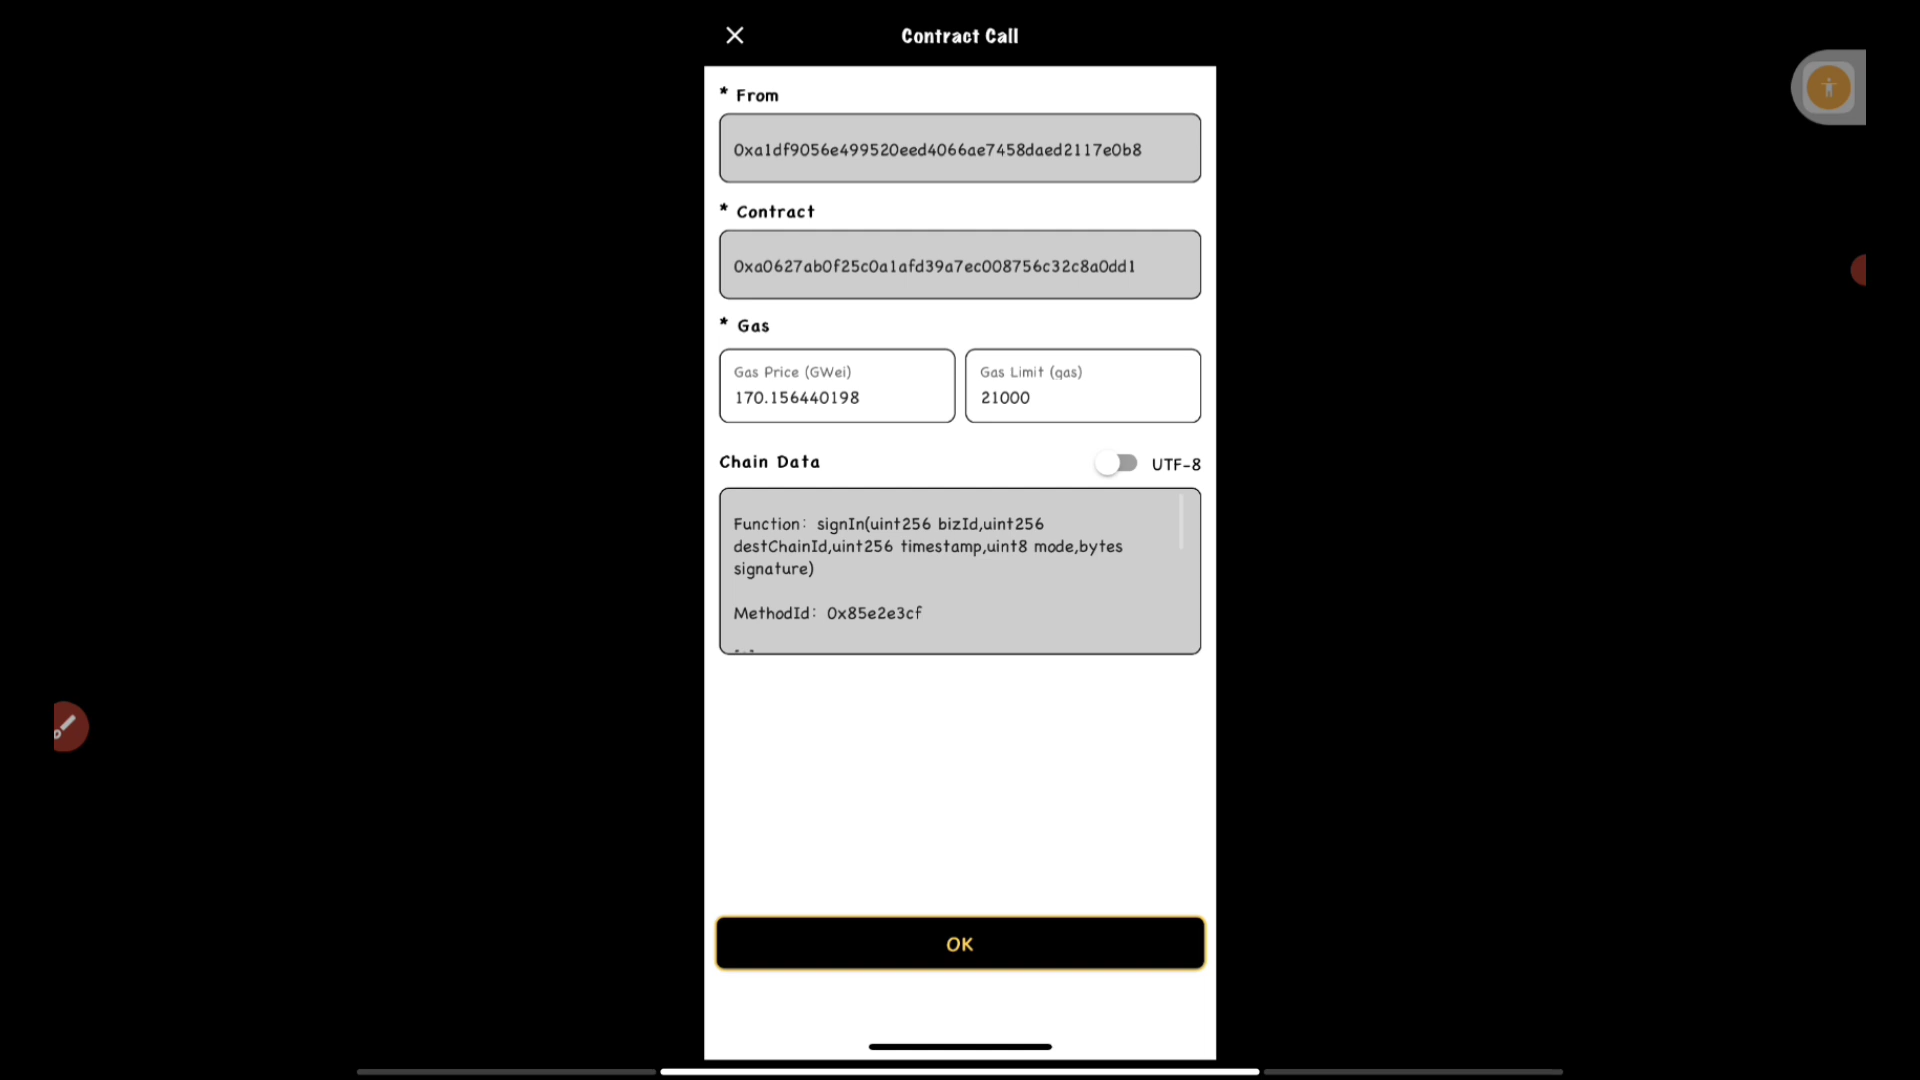 Contract Call
* From
0xa1df9056e499520eed4066ae7458daed2117e0b8
* Contract
0xa0627ab0f25c0a1afd39a7ec008756c32c8a0dd1
* Gas
Gas Price (GWei)
170.156440198
Gas Limit (gas)
21000
Chain Data
UTF-8
Function: signIn(uint256 bizId,uint256
destChainId,uint256 timestamp,uint8 mode,bytes
signature)
MethodId: 0x85e2e3cf
OK